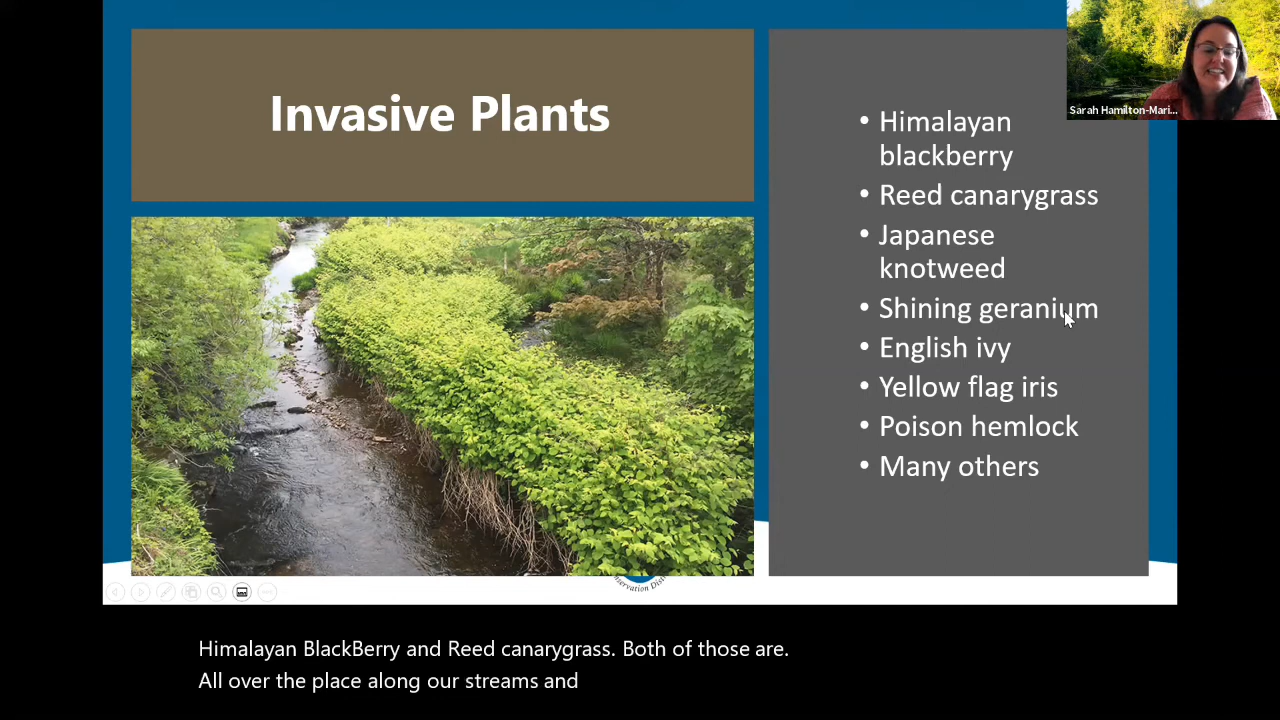 Invasive Plants
• Himalayan
blackberry
• Reed canarygrass
• Japanese
knotweed
• Shining geranium
• English ivy
• Yellow flag iris
• Poison hemlock
• Many others
Sarah Hamilton-Mari...
Himalayan BlackBerry and Reed canarygrass. Both of those are.
All over the place along our streams and